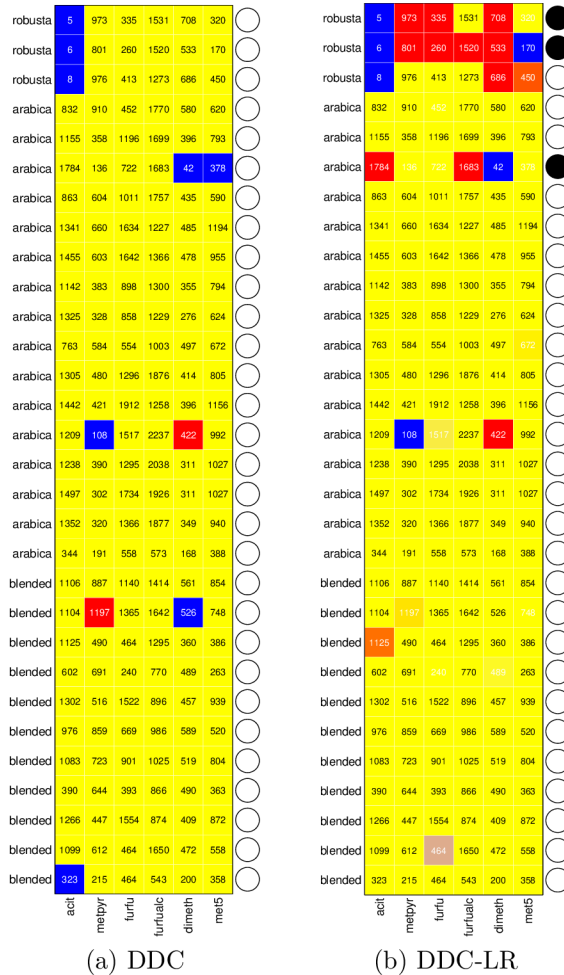 robusta 5 973 335 1531 708 320
robusta 6 801 260 1520 533 170
robusta 8 976 413 1273 686 450
arabica 832 910 452 1770 580 620
arabica 1155 358 1196 1699 396 793
arabica 1784 136 722 1683 42 378
arabica 863 604 1011 1757 435 590
arabica 1341 660 1634 1227 485 1194
arabica 1455 603 1642 1366 478 955
arabica 1142 383 898 1300 355 794
arabica 1325 328 858 1229 276 624
arabica 763 584 554 1003 497 672
arabica 1305 480 1296 1876 414 805
arabica 1442 421 1912 1258 396 1156
arabica 1209 108 1517 2237 422 992
arabica 1238 390 1295 2038 311 1027
arabica 1497 302 1734 1926 311 1027
arabica 1352 320 1366 1877 349 940
arabica 344 191 558 573 168 388
blended 1106 887 1140 1414 561 854
blended 1104 1197 1365 1642 526 748
blended 1125 490 464 1295 360 386
blended 602 691 240 770 489 263
blended 1302 516 1522 896 457 939
blended 976 859 669 986 589 520
blended 1083 723 901 1025 519 804
blended 390 644 393 866 490 363
blended 1266 447 1554 874 409 872
blended 1099 612 464 1650 472 558
blended 323 215 464 543 200 358
acit metpyr furfu furfualc dimeth met5
(a) DDC
robusta 5 973 335 1531 708 320
robusta 6 801 260 1520 533 170
robusta 8 976 413 1273 686 450
arabica 832 910 452 1770 580 620
arabica 1155 358 1196 1699 396 793
arabica 1784 136 722 1683 42 378
arabica 863 604 1011 1757 435 590
arabica 1341 660 1634 1227 485 1194
arabica 1455 603 1642 1366 478 955
arabica 1142 383 898 1300 355 794
arabica 1325 328 858 1229 276 624
arabica 763 584 554 1003 497 672
arabica 1305 480 1296 1876 414 805
arabica 1442 421 1912 1258 396 1156
arabica 1209 108 1517 2237 422 992
arabica 1238 390 1295 2038 311 1027
arabica 1497 302 1734 1926 311 1027
arabica 1352 320 1366 1877 349 940
arabica 344 191 558 573 168 388
blended 1106 887 1140 1414 561 854
blended 1104 1197 1365 1642 526 748
blended 1125 490 464 1295 360 386
blended 602 691 240 770 489 263
blended 1302 516 1522 896 457 939
blended 976 859 669 986 589 520
blended 1083 723 901 1025 519 804
blended 390 644 393 866 490 363
blended 1266 447 1554 874 409 872
blended 1099 612 464 1650 472 558
blended 323 215 464 543 200 358
acit metpyr furfu furfualc dimeth met5
(b) DDC-LR